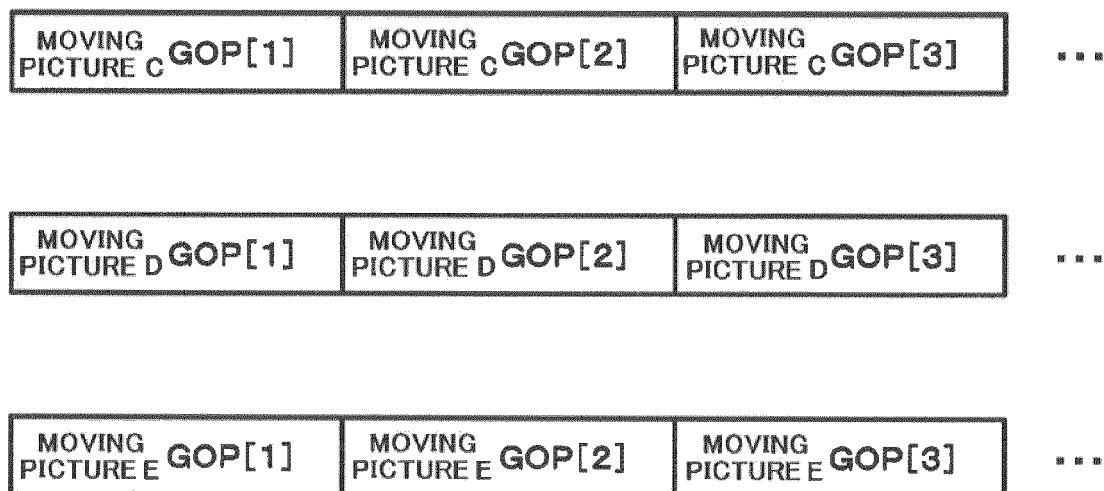 MOVING PICTURE C GOP[1] MOVING PICTURE C GOP[2] MOVING PICTURE C GOP[3] ...
MOVING PICTURE D GOP[1] MOVING PICTURE D GOP[2] MOVING PICTURE D GOP[3] ...
MOVING PICTURE E GOP[1] MOVING PICTURE E GOP[2] MOVING PICTURE E GOP[3] ...